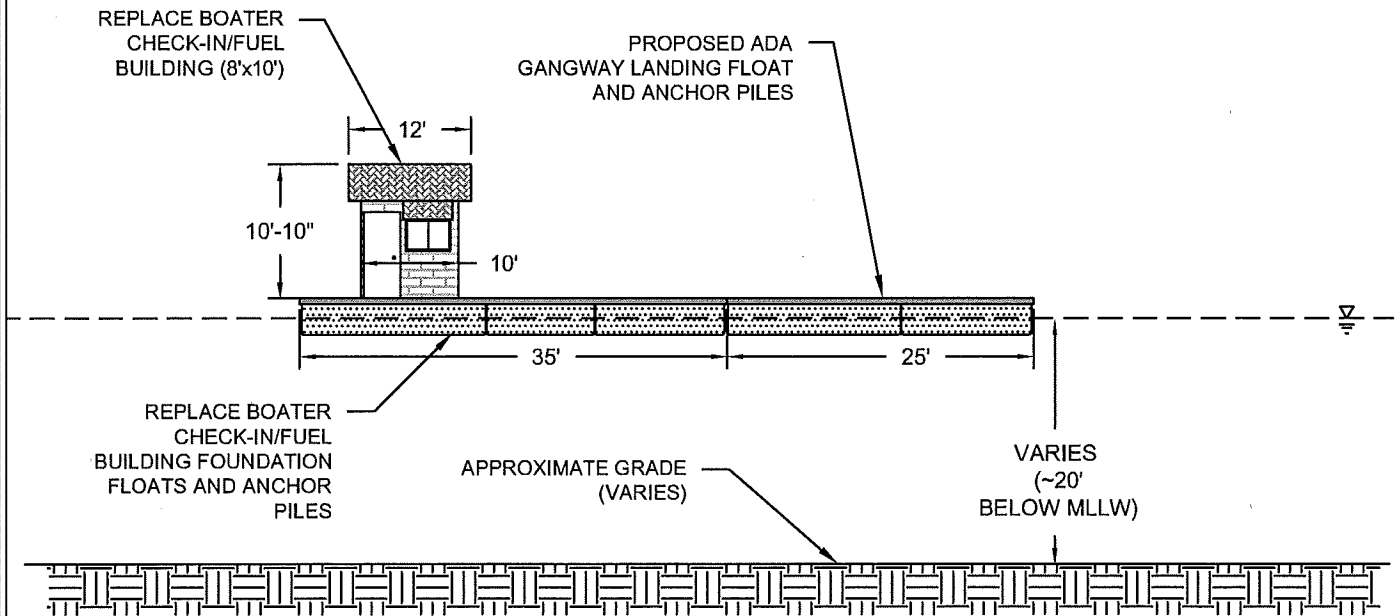 REPLACE BOATER
CHECK-IN/FUEL
BUILDING (8'x10')
PROPOSED ADA
GANGWAY LANDING FLOAT
AND ANCHOR PILES
12'
10'-10"
10'
35'
25'
REPLACE BOATER
CHECK-IN/FUEL
BUILDING FOUNDATION
FLOATS AND ANCHOR
PILES
APPROXIMATE GRADE
(VARIES)
VARIES
(~20'
BELOW MLLW)